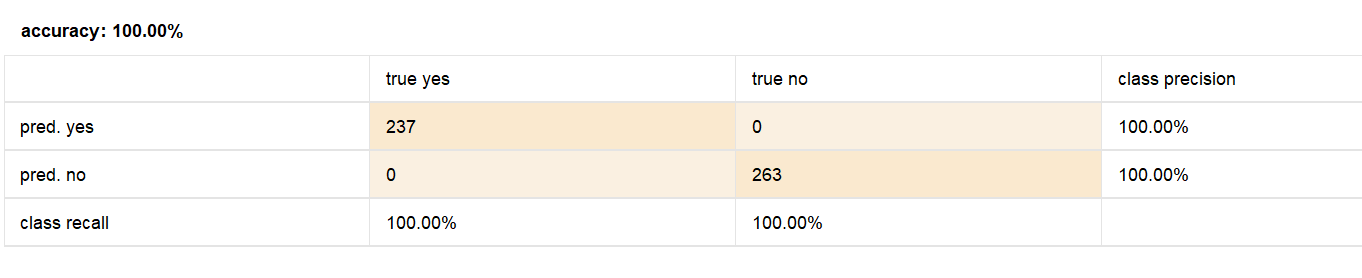 accuracy: 100.00%
true yes true no class precision
pred. yes 237 0 100.00%
pred. no 0 263 100.00%
class recall 100.00% 100.00%